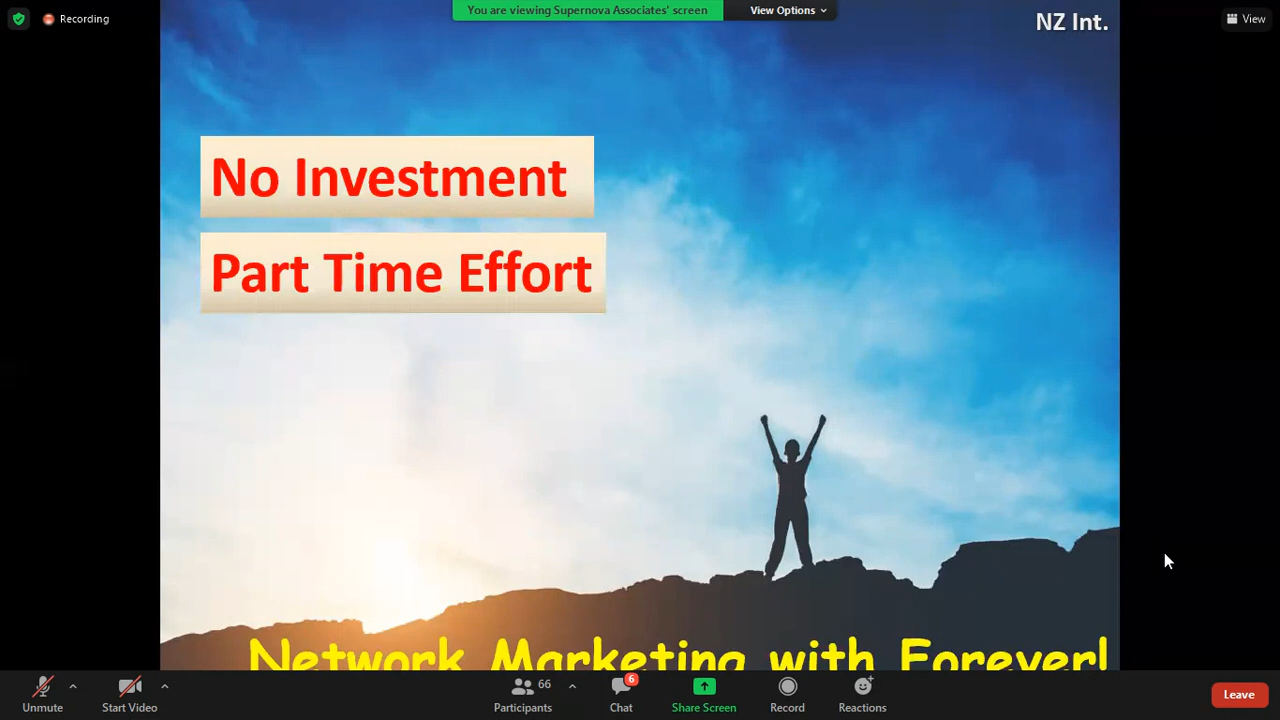 You are viewing Supernova Associates' screen
View Options
Recording
NZ Int.
View
No Investment
Part Time Effort
Network Marketing with Forever!
Unmute
Start Video
66
Participants
6
Chat
Share Screen
Record
Reactions
Leave